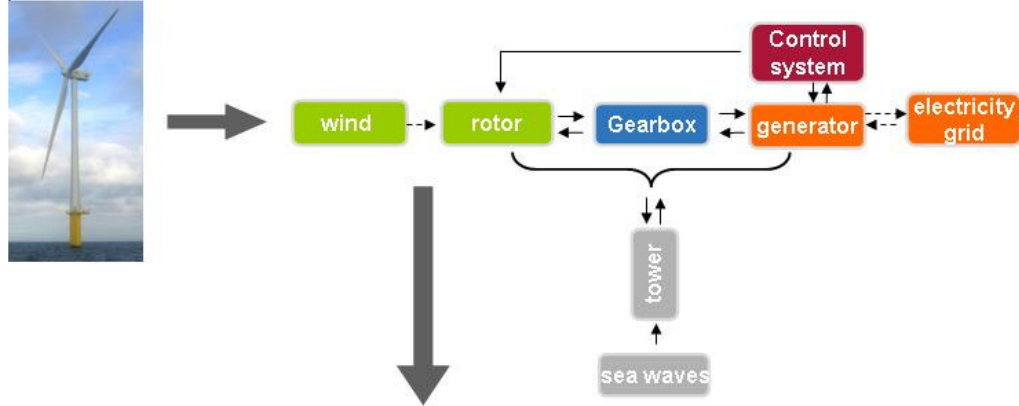 Control
system
wind
rotor
Gearbox
generator
electricity
grid
tower
sea waves